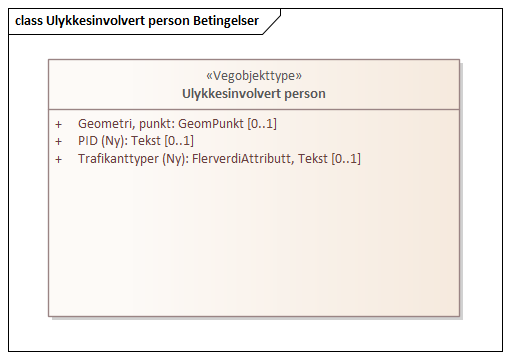 class Ulykkesinvolvert person Betingelser
«Vegobjekttype»
Ulykkesinvolvert person
+ Geometri, punkt: GeomPunkt [0..1]
+ PID (Ny): Tekst [0..1]
+ Trafikanttyper (Ny): FlerverdiAttributt, Tekst [0..1]